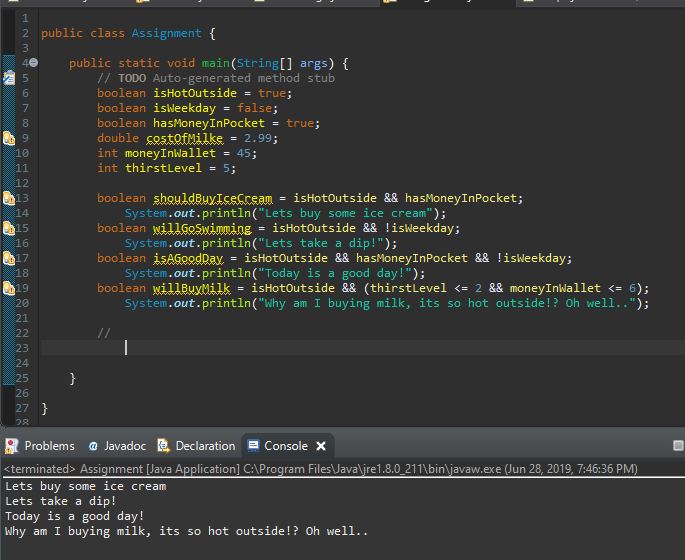 1
2 public class Assignment {
3
4 public static void main(String[] args) {
5 // TODO Auto-generated method stub
6 boolean isHotOutside = true;
7 boolean isWeekday = false;
8 boolean hasMoneyInPocket = true;
9 double costOfMilke = 2.99;
10 int moneyInWallet = 45;
11 int thirstLevel = 5;
12
13 boolean shouldBuyIceCream = isHotOutside && hasMoneyInPocket;
14 System.out.println("Lets buy some ice cream");
15 boolean willGoSwimming = isHotOutside && !isWeekday;
16 System.out.println("Lets take a dip!");
17 boolean isAGoodDay = isHotOutside && hasMoneyInPocket && !isWeekday;
18 System.out.println("Today is a good day!");
19 boolean willBuyMilk = isHotOutside && (thirstLevel <= 2 && moneyInWallet <= 6);
20 System.out.println("Why am I buying milk, its so hot outside!? Oh well..");
21
22 //
23
24
25 }
26
27 }
28
Problems @ Javadoc Declaration Console
<terminated> Assignment [Java Application] C:\Program Files\Java\jre1.8.0_211\bin\javaw.exe (Jun 28, 2019, 7:46:36 PM)
Lets buy some ice cream
Lets take a dip!
Today is a good day!
Why am I buying milk, its so hot outside!? Oh well..